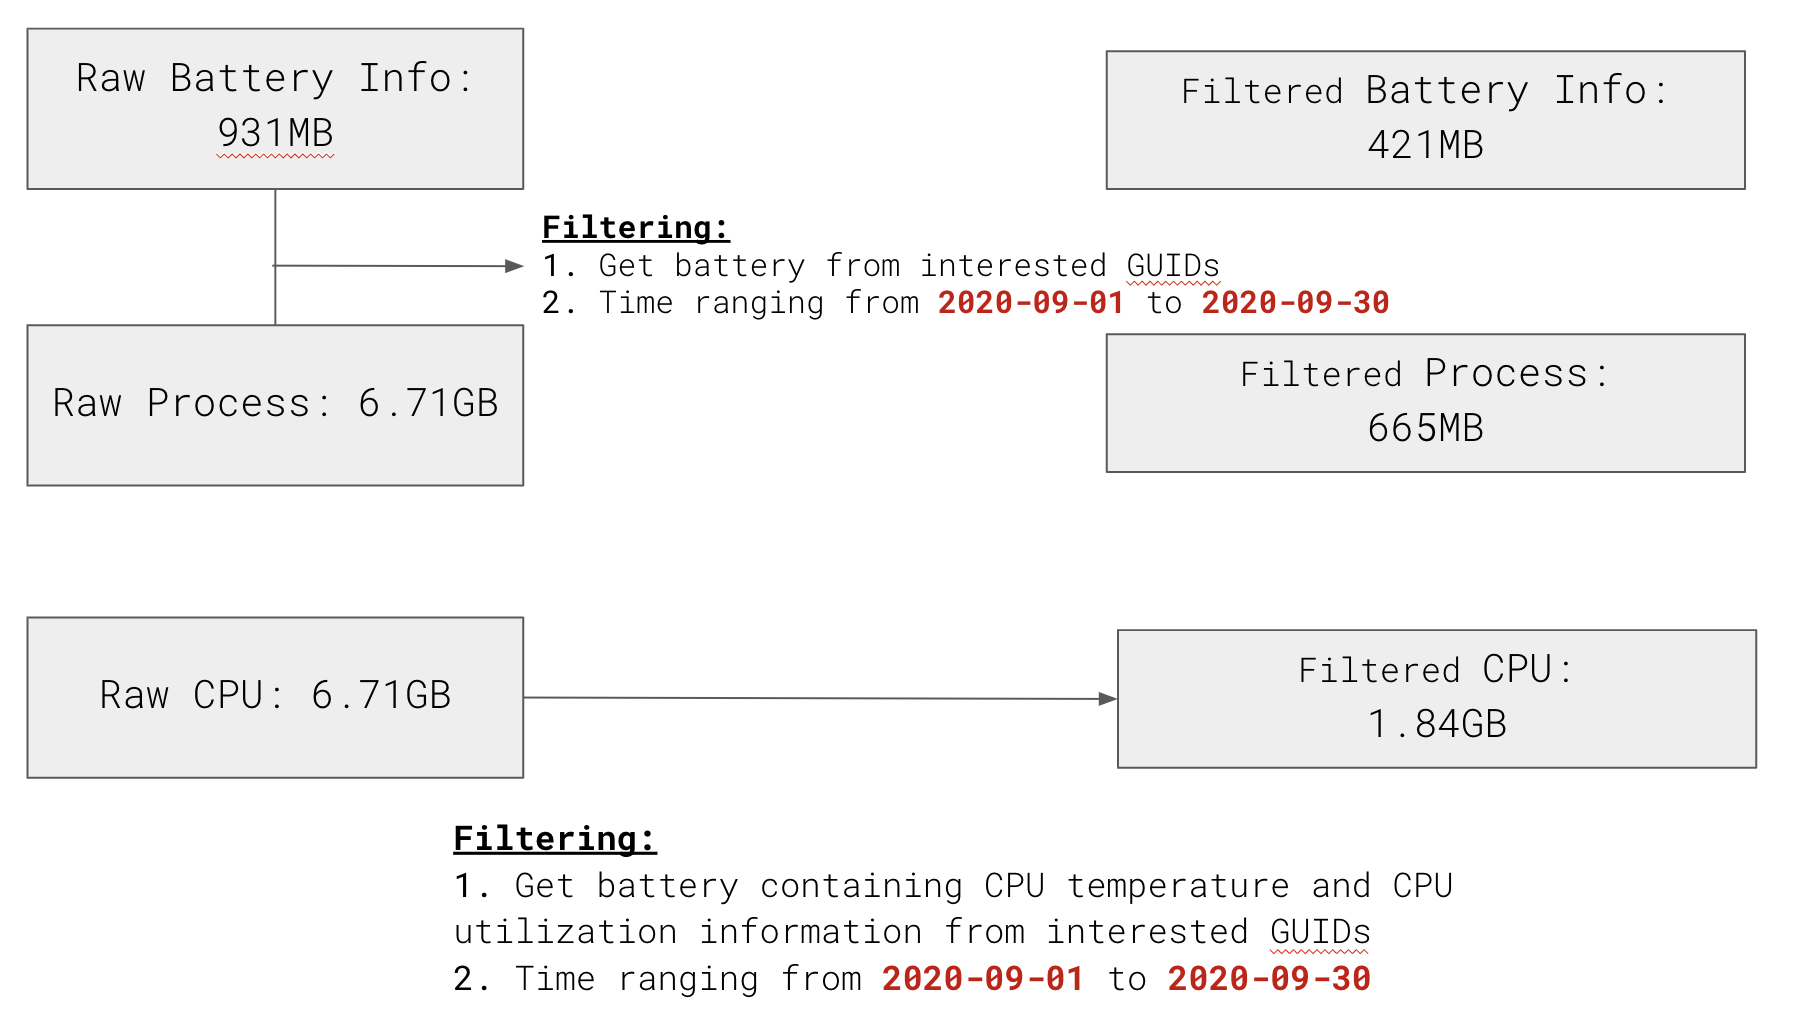 Raw Battery Info:
931MB
Filtered Battery Info:
421MB
Filtering:
1. Get battery from interested GUIDs
2. Time ranging from 2020-09-01 to 2020-09-30
Raw Process: 6.71GB
Filtered Process:
665MB
Raw CPU: 6.71GB
Filtered CPU:
1.84GB
Filtering:
1. Get battery containing CPU temperature and CPU
utilization information from interested GUIDs
2. Time ranging from 2020-09-01 to 2020-09-30